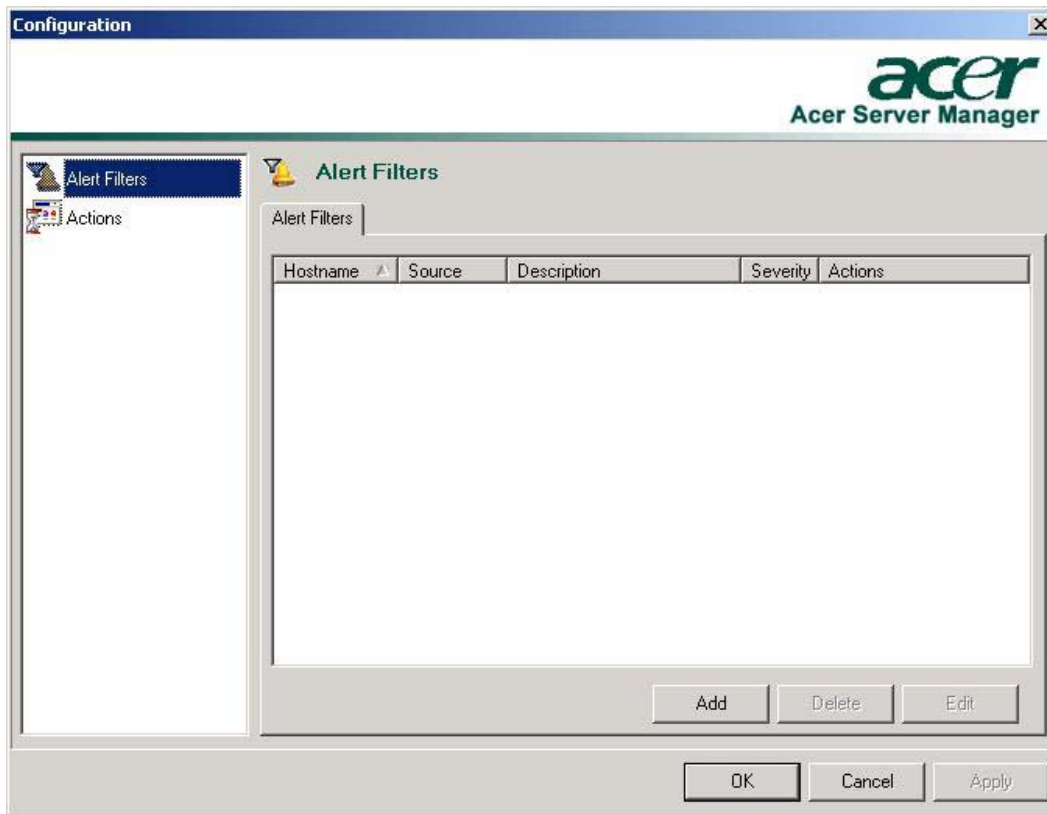 Configuration
acer
Acer Server Manager
Alert Filters
Actions
Alert Filters
Alert Filters
Hostname Source Description Severity Actions
Add Delete Edit
OK Cancel Apply